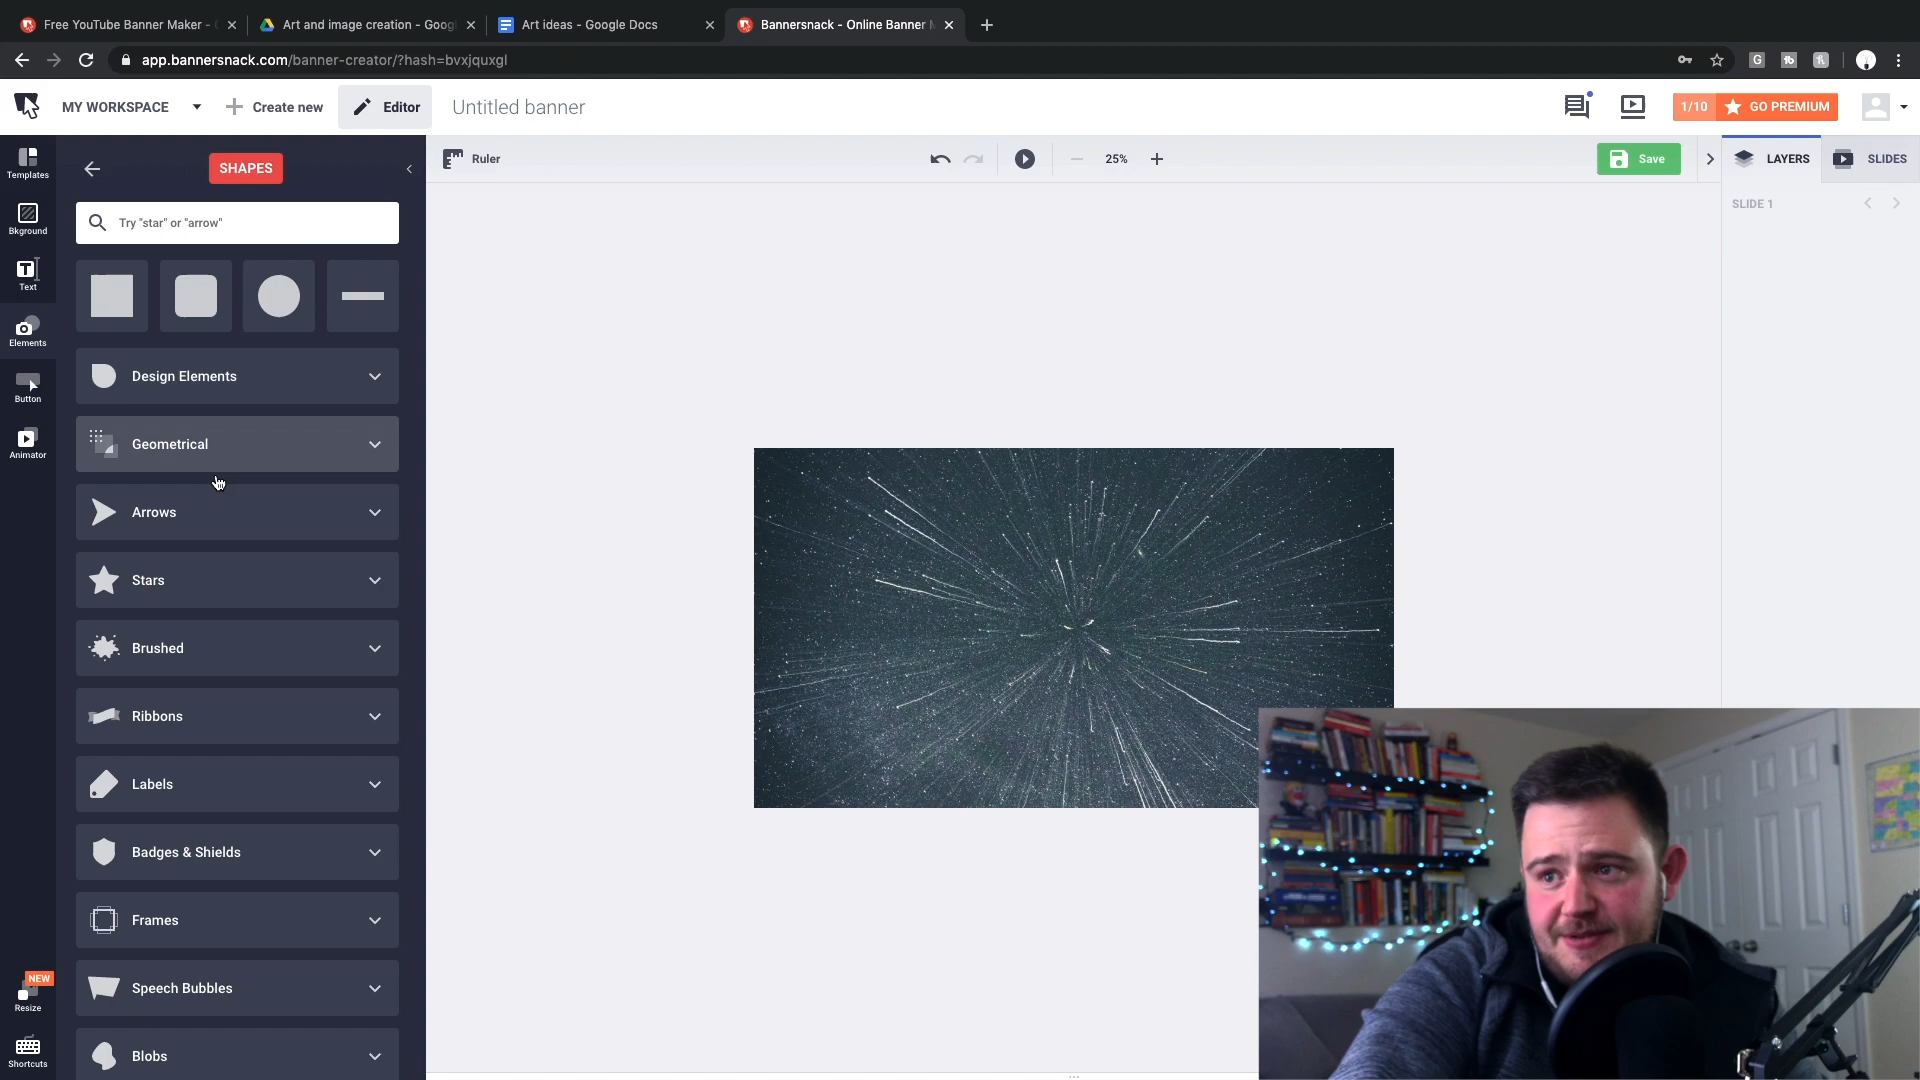 Free YouTube Banner Maker - (
Art and image creation - Goog
Art ideas - Google Docs
Bannersnack - Online Banner M
app.bannersnack.com/banner-creator/?hash=bvxjquxgl
MY WORKSPACE
Create new
Editor
Untitled banner
1/10
GO PREMIUM
Templates
Bkground
Text
Elements
Button
Animator
NEW
Resize
Shortcuts
SHAPES
Try "star" or "arrow"
Design Elements
Geometrical
Arrows
Stars
Brushed
Ribbons
Labels
Badges & Shields
Frames
Speech Bubbles
Blobs
Ruler
25%
Save
LAYERS
SLIDES
SLIDE 1